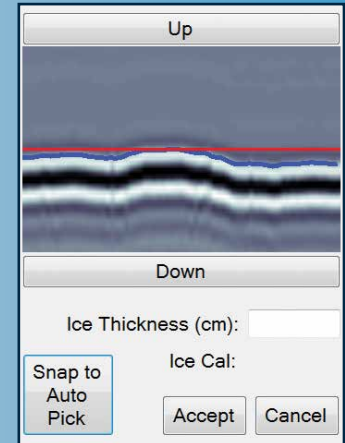 Up
Down
Ice Thickness (cm):
Ice Cal:
Snap to
Auto
Pick
Accept
Cancel